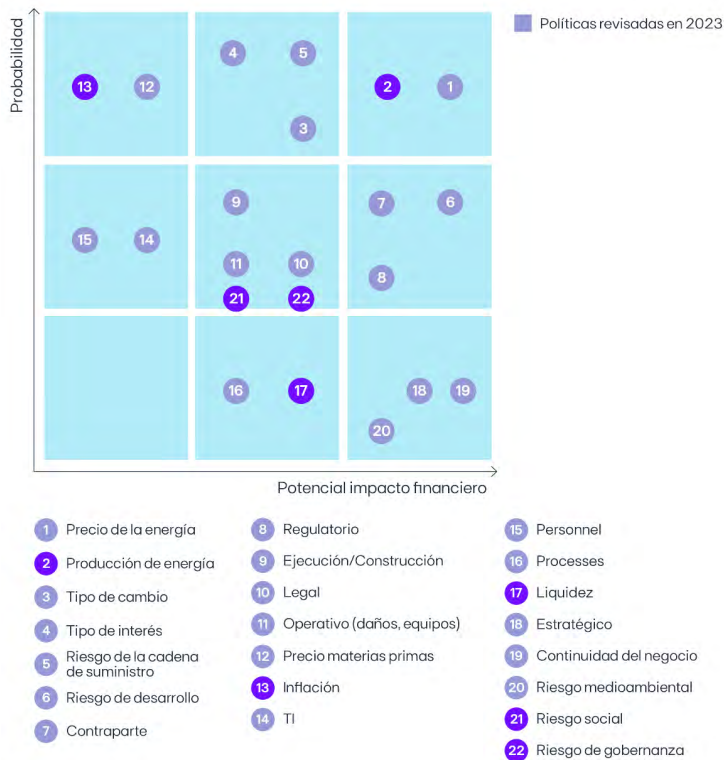 Probabilidad
Políticas revisadas en 2023
13 12
4 5
3
2 1
15 14
9
11 10
21 22
7 6
8
16 17
18 19
20
Potencial impacto financiero
1 Precio de la energía
2 Producción de energía
3 Tipo de cambio
4 Tipo de interés
5 Riesgo de la cadena
de suministro
6 Riesgo de desarrollo
7 Contraparte
8 Regulatorio
9 Ejecución/Construcción
10 Legal
11 Operativo (daños, equipos)
12 Precio materias primas
13 Inflación
14 TI
15 Personnel
16 Processes
17 Liquidez
18 Estratégico
19 Continuidad del negocio
20 Riesgo medioambiental
21 Riesgo social
22 Riesgo de gobernanza